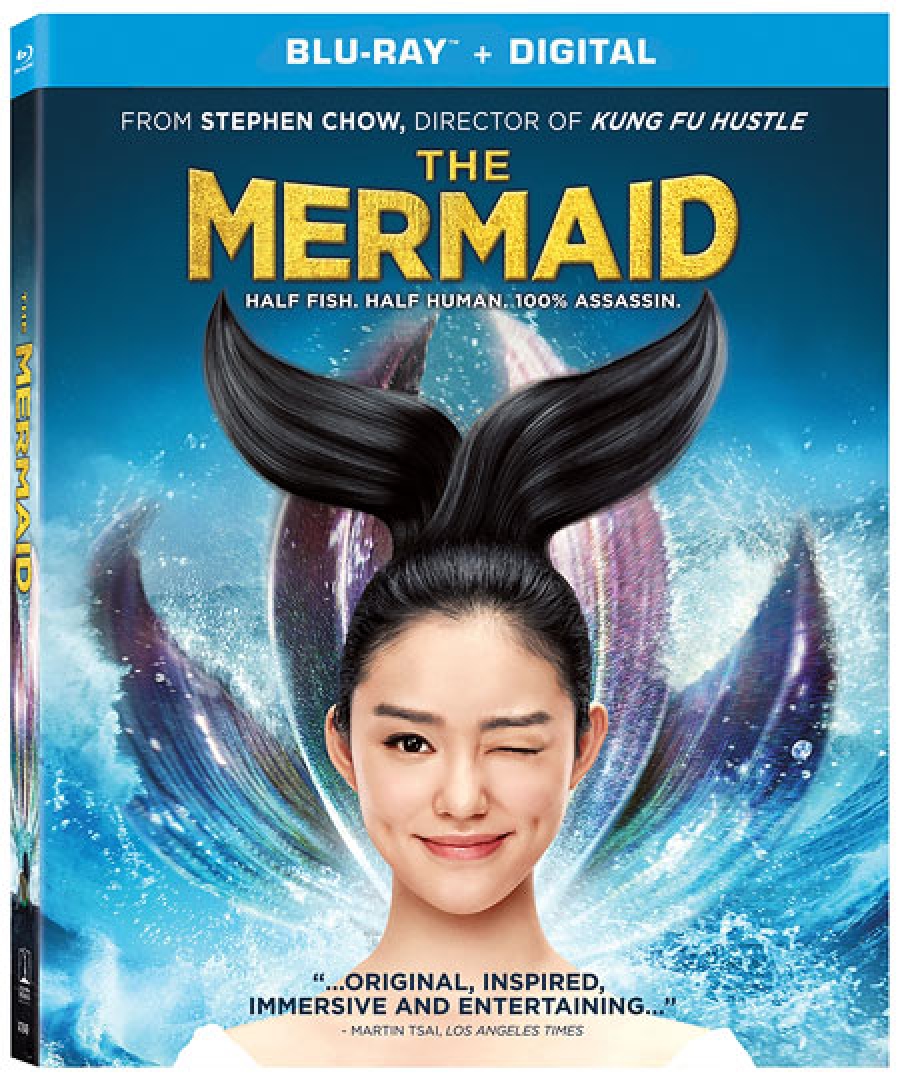 BLU-RAY™ + DIGITAL
FROM STEPHEN CHOW, DIRECTOR OF KUNG FU HUSTLE
THE
MERMAID
HALF FISH. HALF HUMAN. 100% ASSASSIN.
THE MERMAID
“...ORIGINAL, INSPIRED,
IMMERSIVE AND ENTERTAINING...”
- MARTIN TSAI, LOS ANGELES TIMES